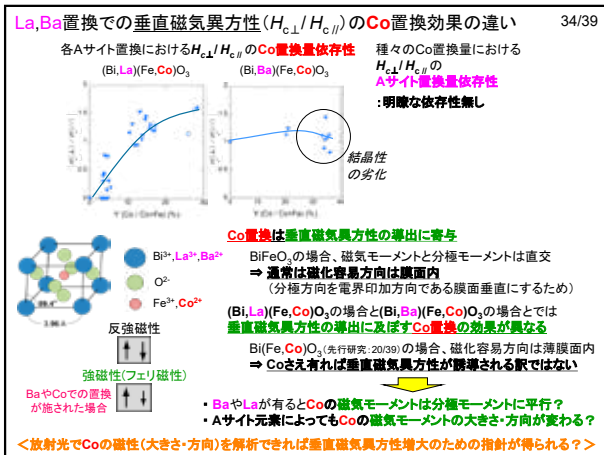 La,Ba置換での垂直磁気異方性(Hc⊥/Hc//)のCo置換効果の違い
34/39
各Aサイト置換におけるHc⊥/Hc//のCo置換量依存性
(Bi,La)(Fe,Co)O3
(Bi,Ba)(Fe,Co)O3
種々のCo置換量における
Hc⊥/Hc//の
Aサイト置換量依存性
:明瞭な依存性無し
結晶性
の劣化
Y (Co / Co+Fe) (%)
Y (Co / Co+Fe) (%)
Bi3+,La3+,Ba2+
O2-
Fe3+,Co2+
89.4°
3.96 Å
反強磁性
強磁性(フェリ磁性)
BaやCoでの置換
が施された場合
Co置換は垂直磁気異方性の導出に寄与
BiFeO3の場合、磁気モーメントと分極モーメントは直交
⇒ 通常は磁化容易方向は膜面内
(分極方向を電界印加方向である膜面垂直にするため)
(Bi,La)(Fe,Co)O3の場合と(Bi,Ba)(Fe,Co)O3の場合とでは
垂直磁気異方性の導出に及ぼすCo置換の効果が異なる
Bi(Fe,Co)O3(先行研究:20/39)の場合、磁化容易方向は薄膜面内
⇒ Coさえ有れば垂直磁気異方性が誘導される訳ではない
・BaやLaが有るとCoの磁気モーメントは分極モーメントに平行？
・Aサイト元素によってもCoの磁気モーメントの大きさ・方向が変わる？
＜放射光でCoの磁性(大きさ・方向)を解析できれば垂直磁気異方性増大のための指針が得られる？＞